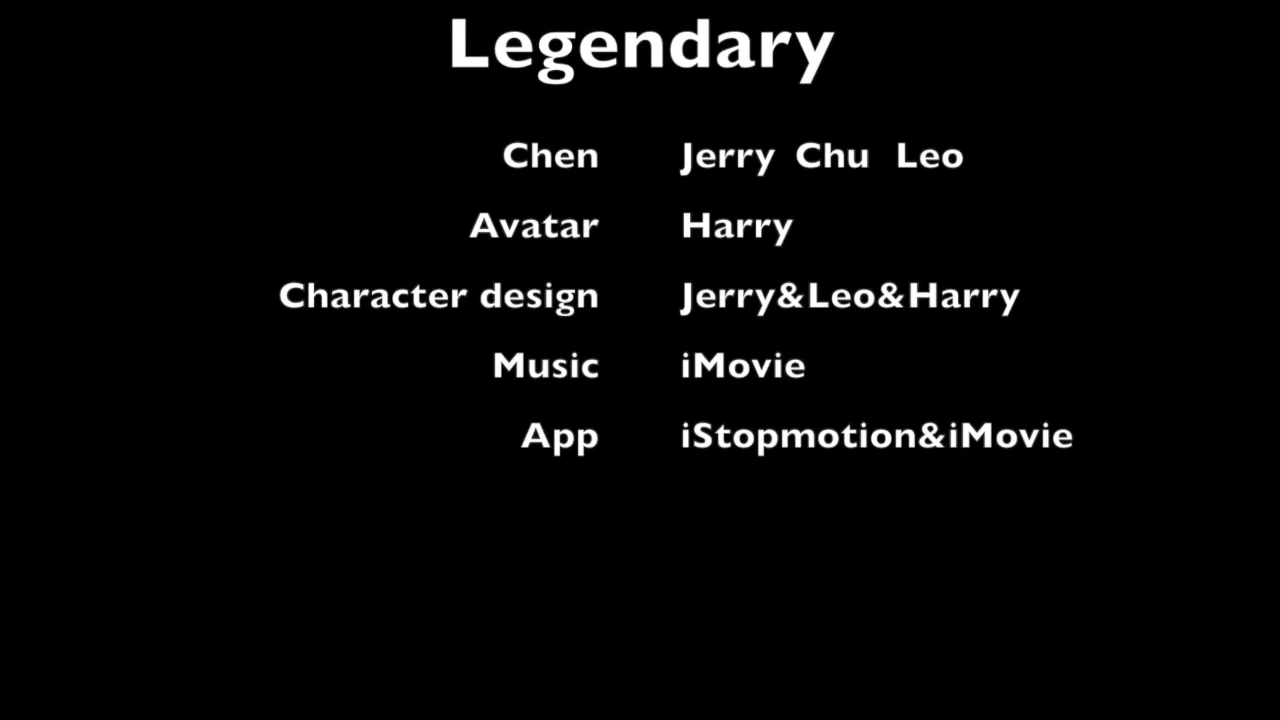 Legendary
Chen Jerry Chu Leo
Avatar Harry
Character design Jerry&Leo&Harry
Music iMovie
App iStopmotion&iMovie